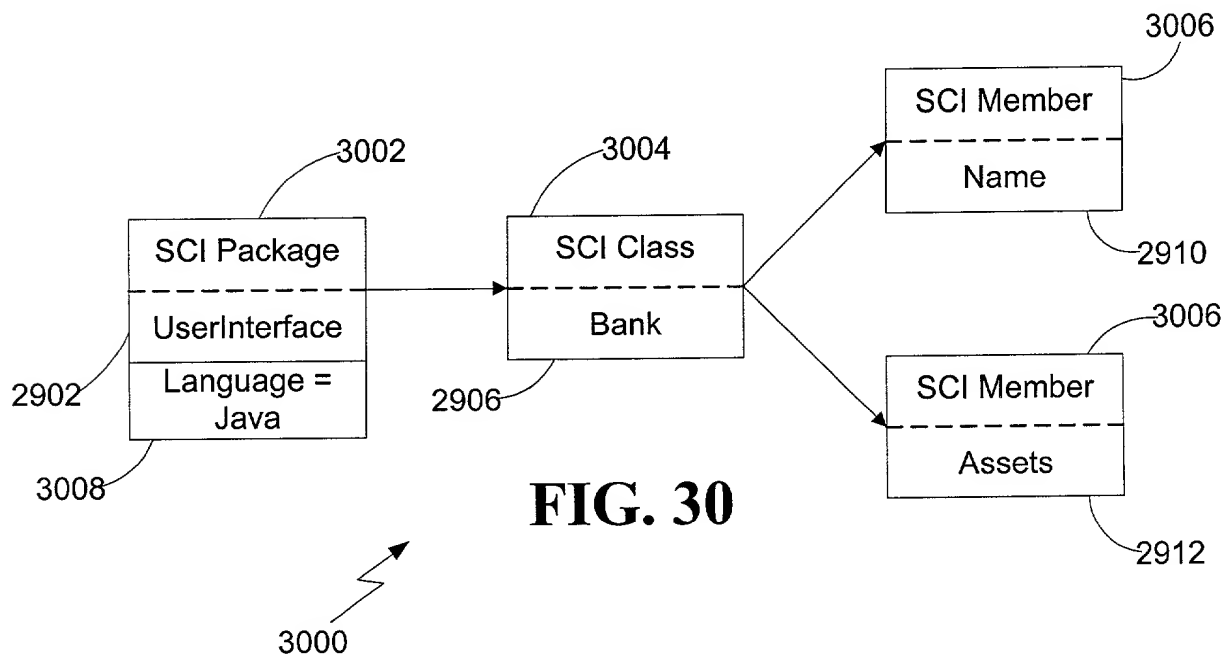 3006
SCI Member
Name
2910
3002
3004
SCI Package
UserInterface
2902
Language =
Java
3008
SCI Class
Bank
2906
3006
SCI Member
Assets
2912
FIG. 30
3000